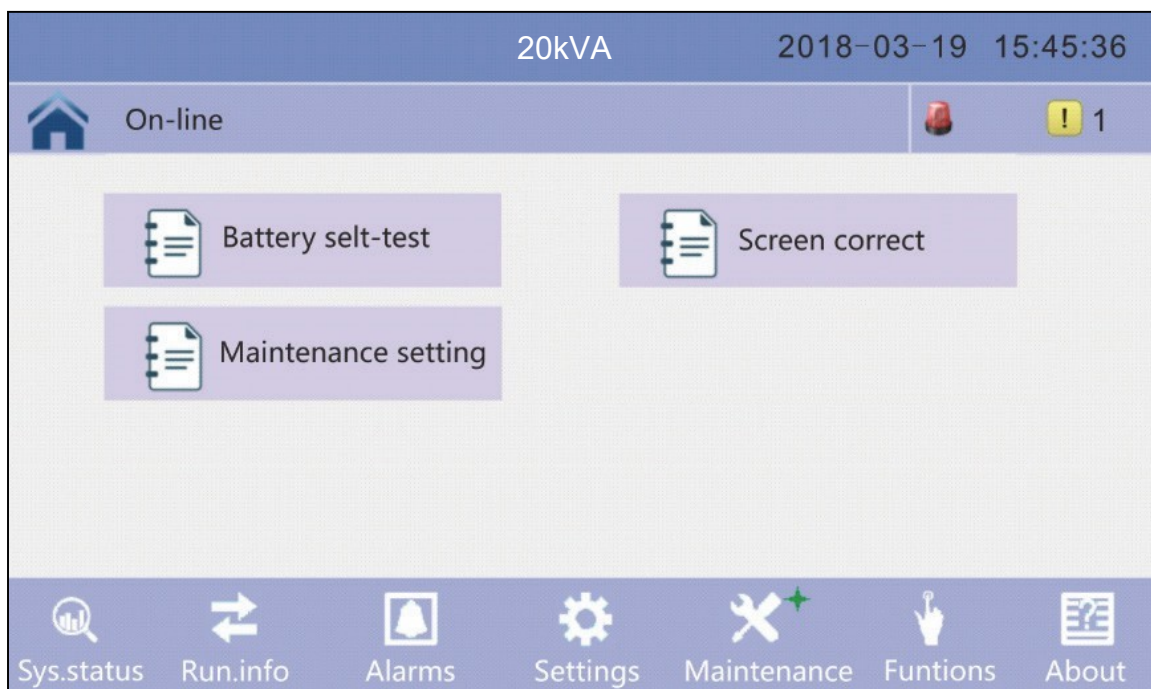 20kVA 2018-03-19 15:45:36
On-line ! 1
Battery selt-test Screen correct
Maintenance setting
Sys.status Run.info Alarms Settings Maintenance Funtions About